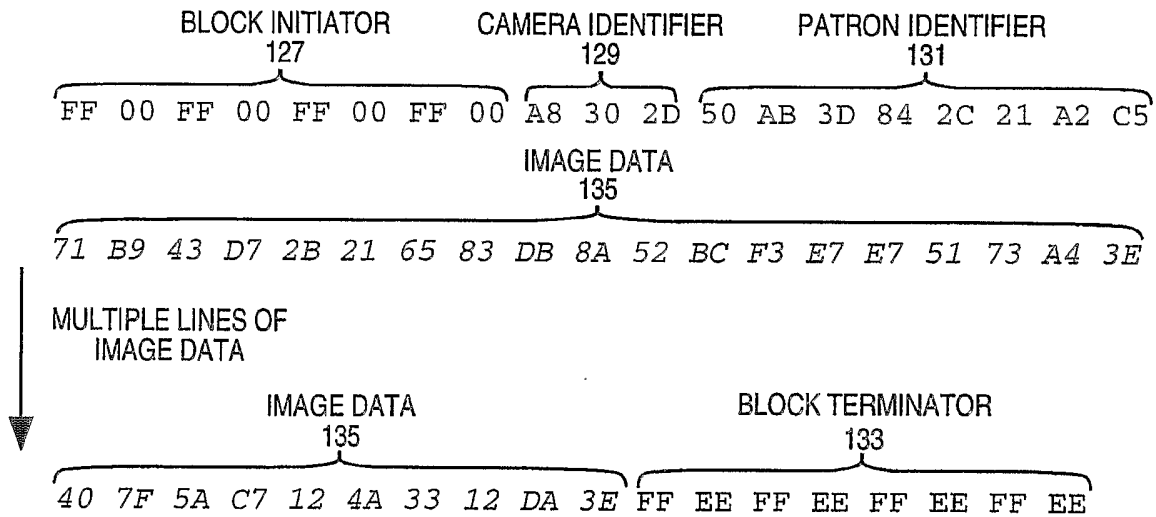 BLOCK INITIATOR CAMERA IDENTIFIER PATRON IDENTIFIER
127 129 131
FF 00 FF 00 FF 00 FF 00 A8 30 2D 50 AB 3D 84 2C 21 A2 C5
IMAGE DATA
135
71 B9 43 D7 2B 21 65 83 DB 8A 52 BC F3 E7 E7 51 73 A4 3E
MULTIPLE LINES OF
IMAGE DATA
IMAGE DATA BLOCK TERMINATOR
135 133
40 7F 5A C7 12 4A 33 12 DA 3E FF EE FF EE FF EE FF EE